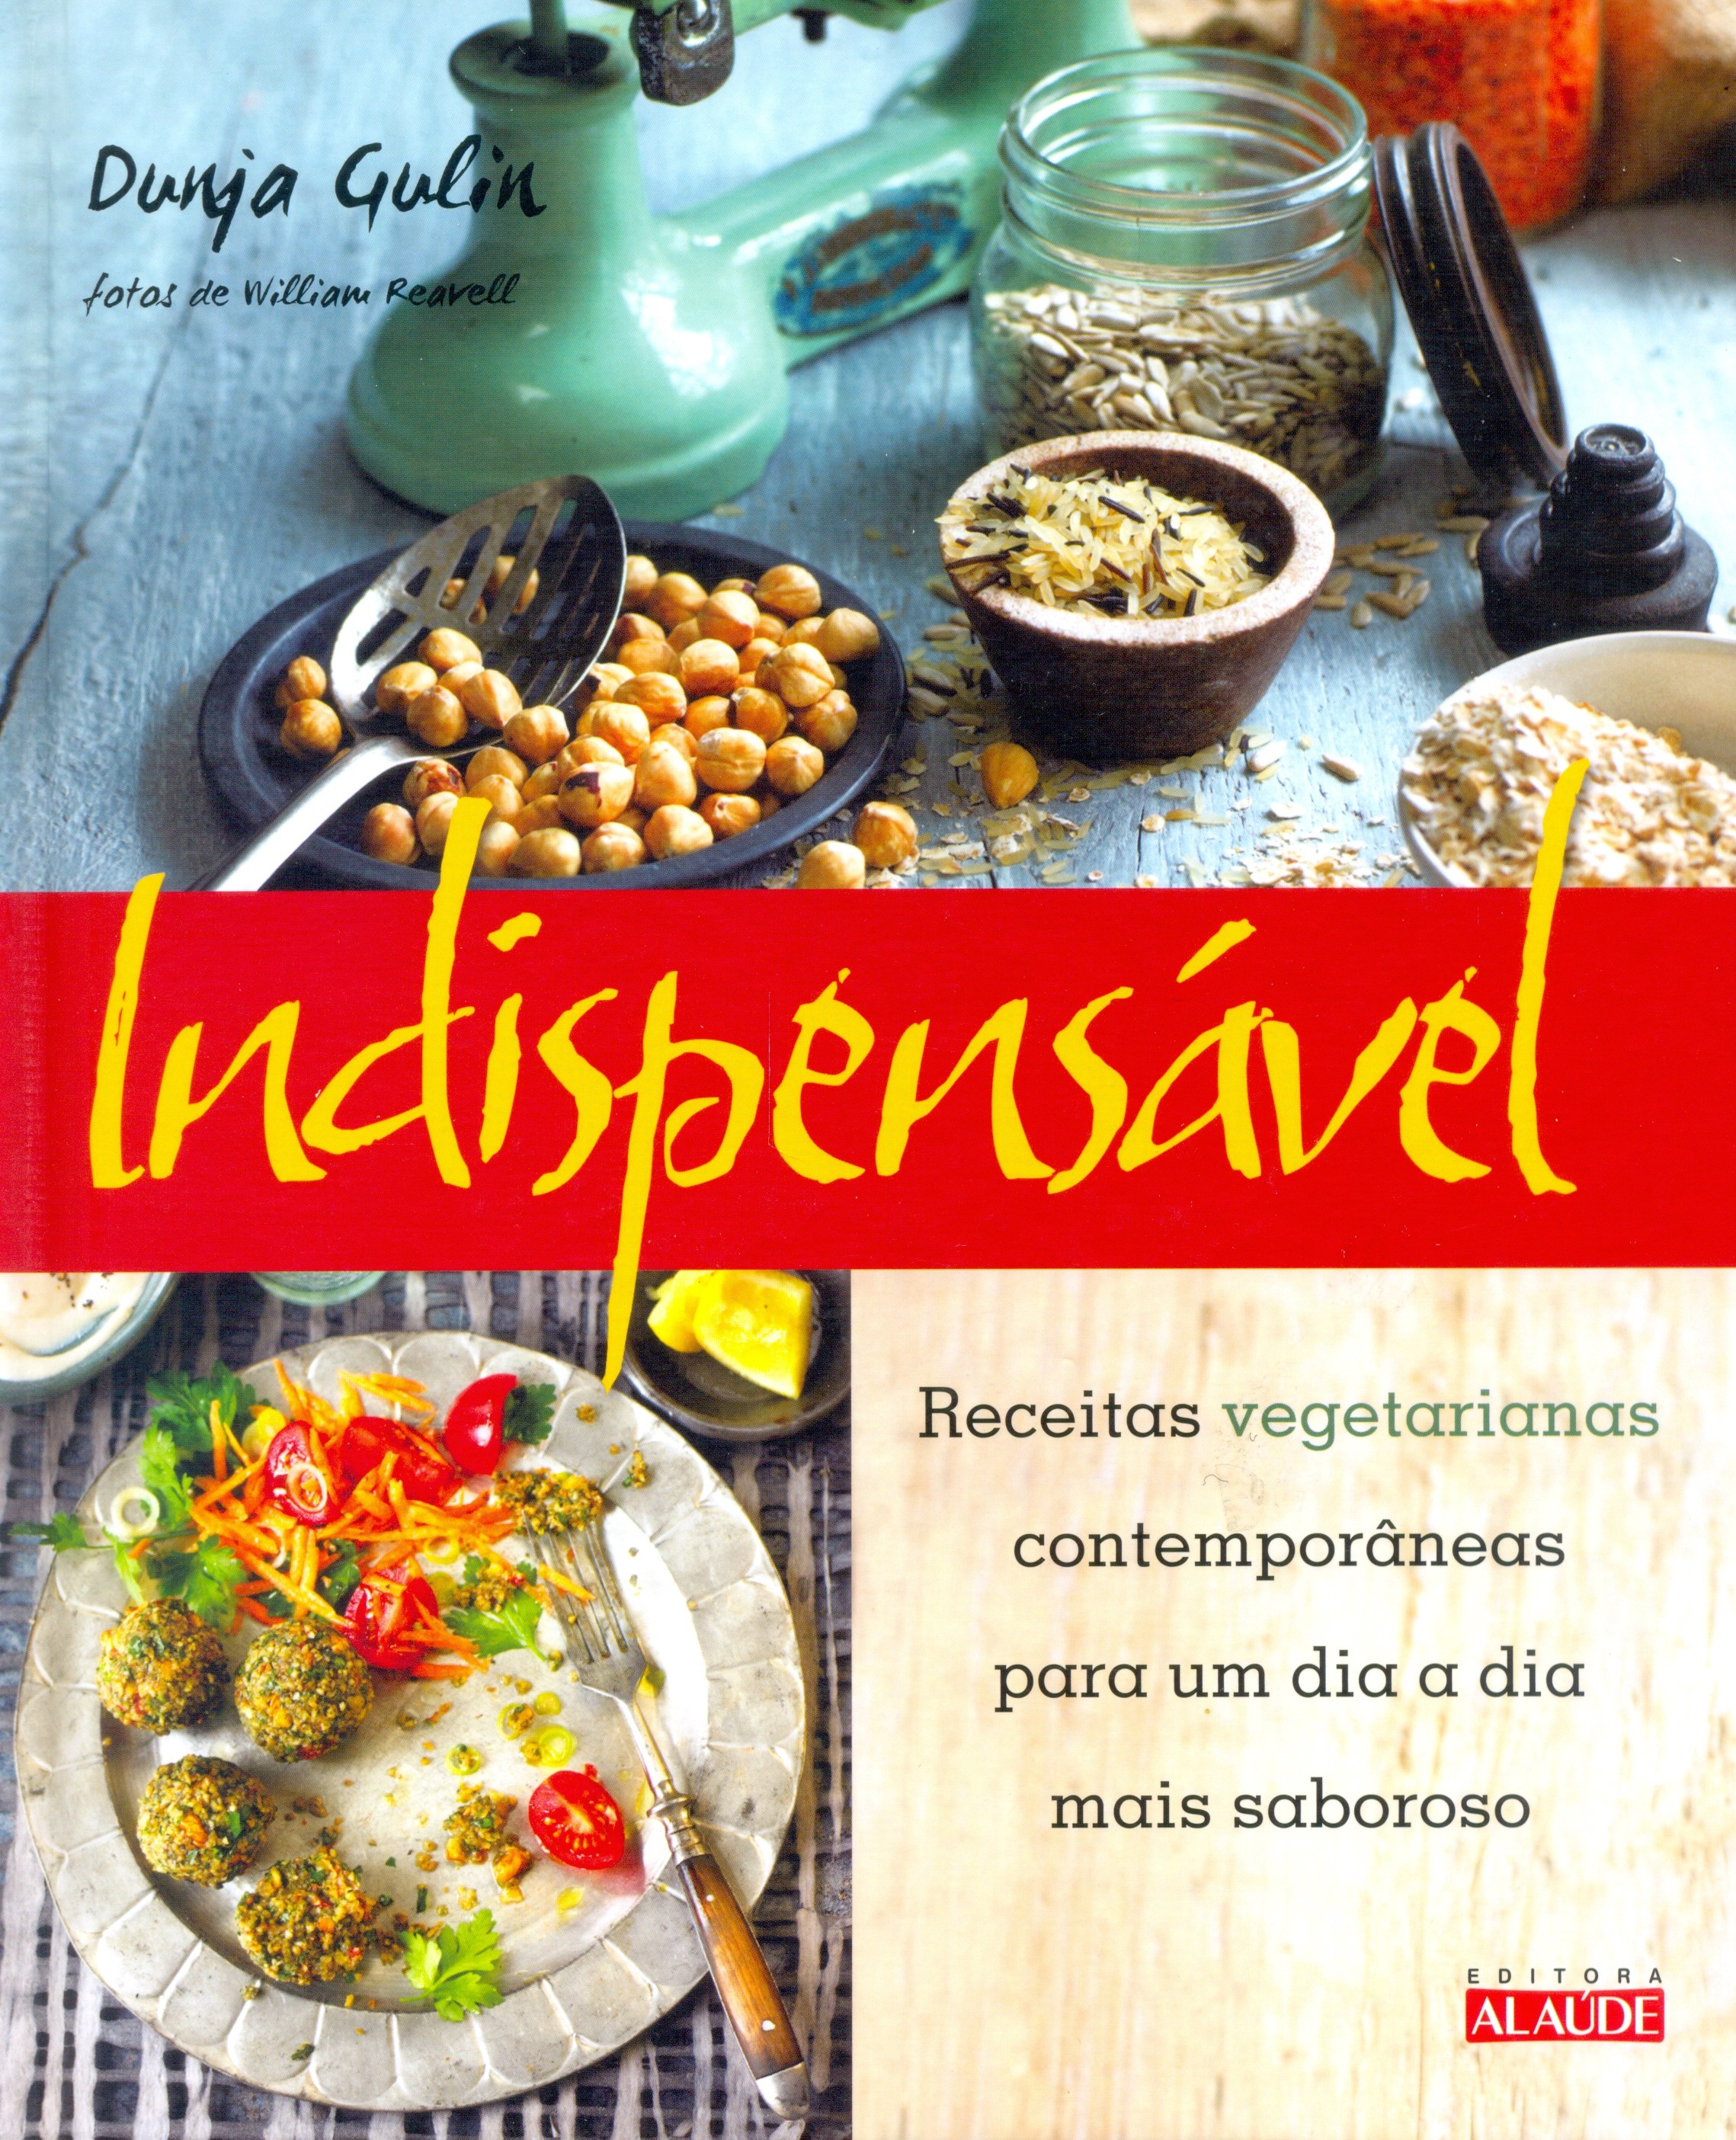 Dunja Gulin
fotos de William Reavell
Indispensável
Receitas vegetarianas
contemporâneas
para um dia a dia
mais saboroso
EDITORA
ALAÚDE